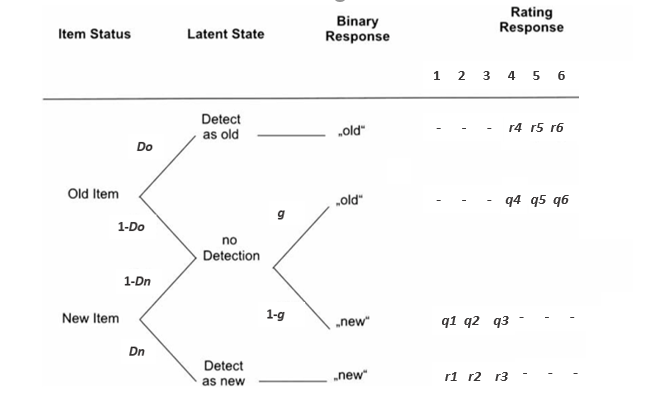 Item Status Latent State Binary Response Rating Response
1 2 3 4 5 6
Detect as old „old“ - - - r4 r5 r6
Do
Old Item „old“ - - - q4 q5 q6
g
1-Do
no Detection
1-Dn
1-g
New Item „new“ q1 q2 q3 - - -
Dn
Detect as new „new“ r1 r2 r3 - - -